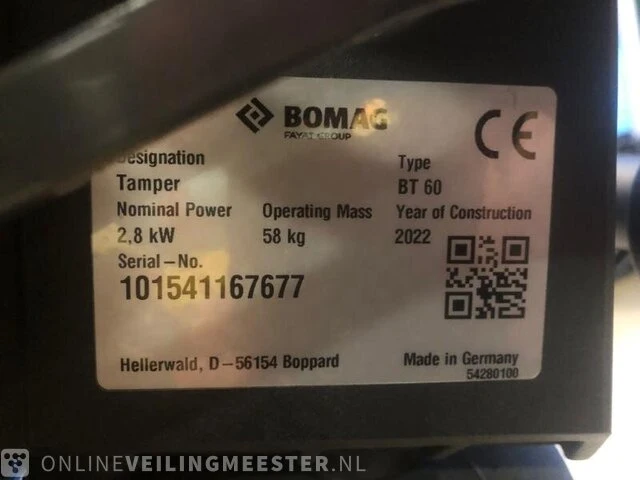 BOMAG
FAYAT GROUP
CE
Designation
Type
Tamper
BT 60
Nominal Power Operating Mass Year of Construction
2,8 kW 58 kg 2022
Serial-No.
101541167677
Hellerwald, D-56154 Boppard
Made in Germany
54280100
ONLINEVEILINGMEESTER.NL